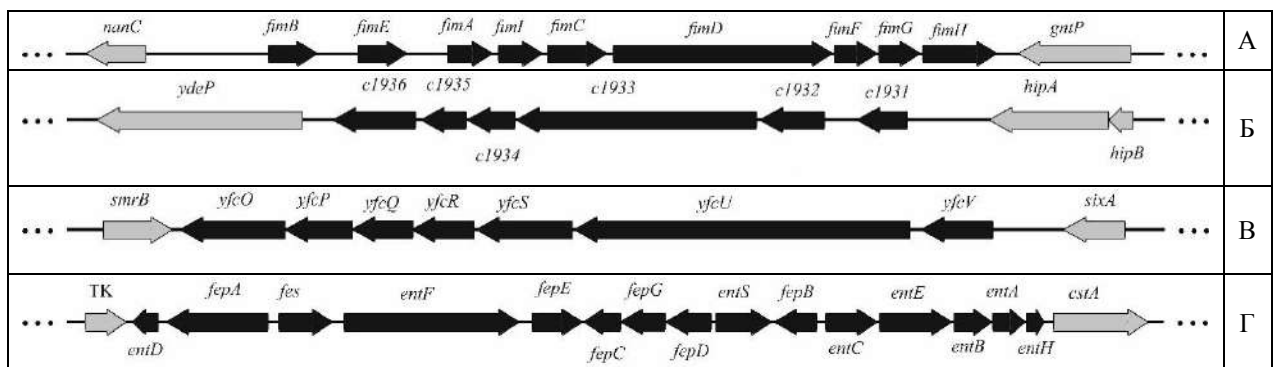 nanC fimB fimE fimA fimI fimC fimD fimF fimG fimH gntP
... ... А
ydeP c1936 c1935 c1933 c1932 c1931 hipA
... ... Б
c1934 hipB
smrB yfcO yfcP yfcQ yfcR yfcS yfcU yfcV sixA
... ... В
TK fepA fes entF fepE fepG entS fepB entE entA cstA
... ... Г
entD fepC fepD entC entB entH